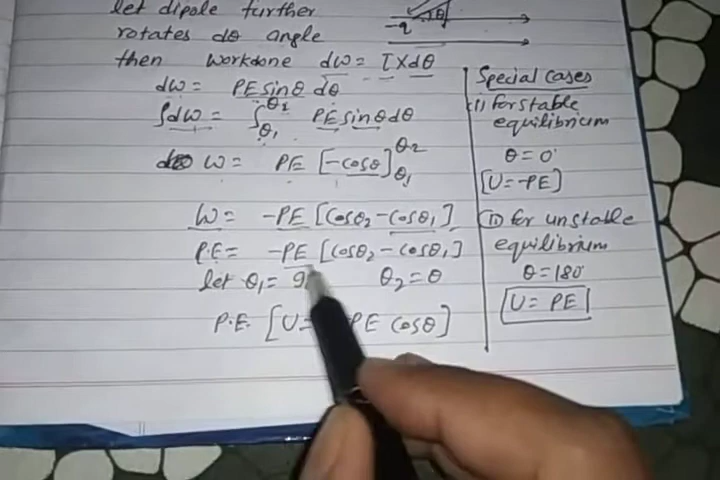 let dipole further
rotates dθ angle
then workdone dw = τ × dθ
dw = PE sinθ dθ
∫dw = ∫θ₁^θ₂ PE sinθ dθ
W = PE [-cosθ]θ₁^θ₂
W = -PE [cosθ₂ - cosθ₁]
P.E = -PE [cosθ₂ - cosθ₁]
let θ₁ = 9 θ₂ = θ
P.E. [U = PE cosθ]
-q θ
Special cases
(i) for stable
equilibrium
θ = 0°
[U = -PE]
(ii) for unstable
equilibrium
θ = 180°
[U = PE]